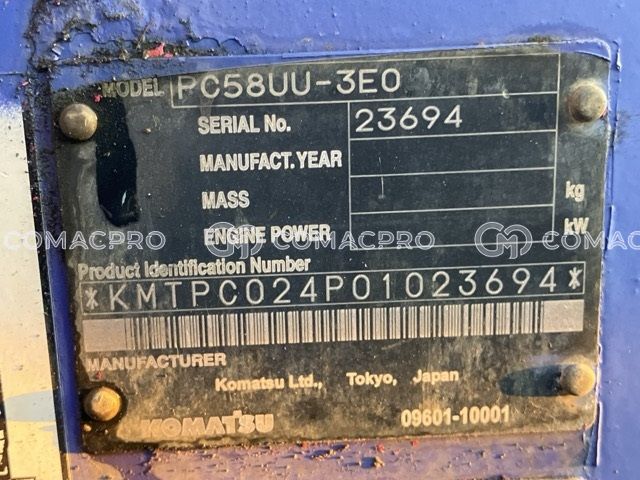 MODEL PC58UU-3E0
SERIAL No. 23694
MANUFACT. YEAR
MASS kg
ENGINE POWER kW
COMACPRO COMACPRO
Product Identification Number
*KMTPC024P01023694*
MANUFACTURER
Komatsu Ltd., Tokyo, Japan
KOMATSU 09601-10001